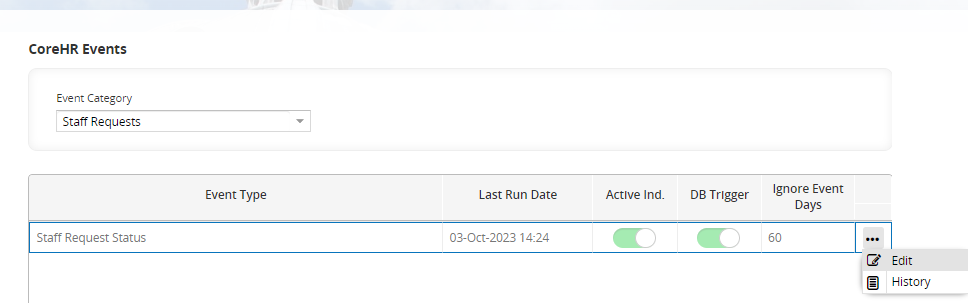 CoreHR Events
Event Category
Staff Requests
Event Type Last Run Date Active Ind. DB Trigger Ignore Event Days
Staff Request Status 03-Oct-2023 14:24 60
Edit
History